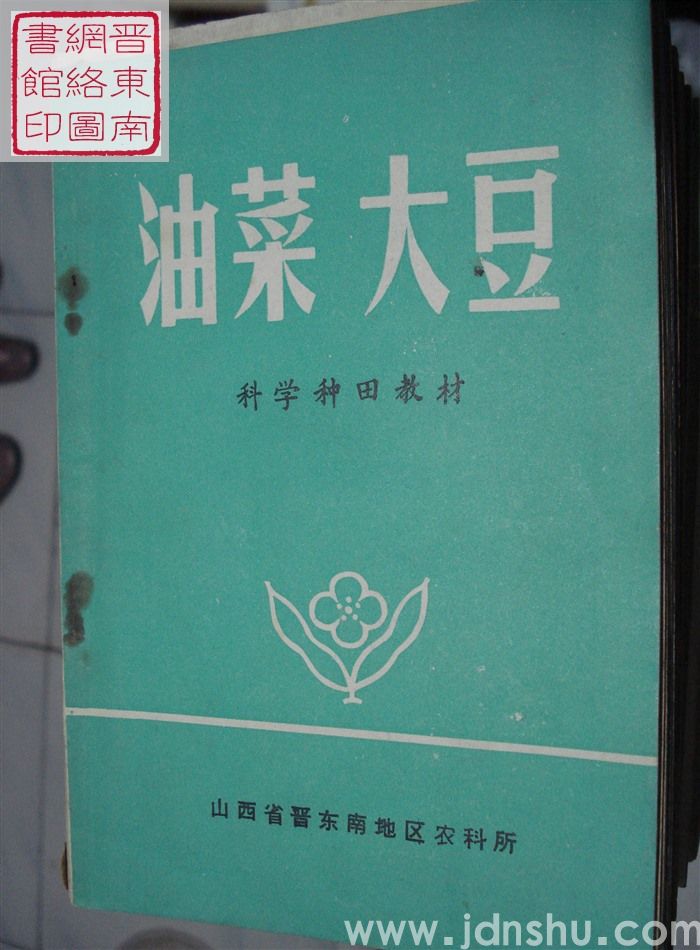 晋東南
網絡圖
書館印
油菜 大豆
科学种田教材
山西省晋东南地区农科所
www.jdnshu.com